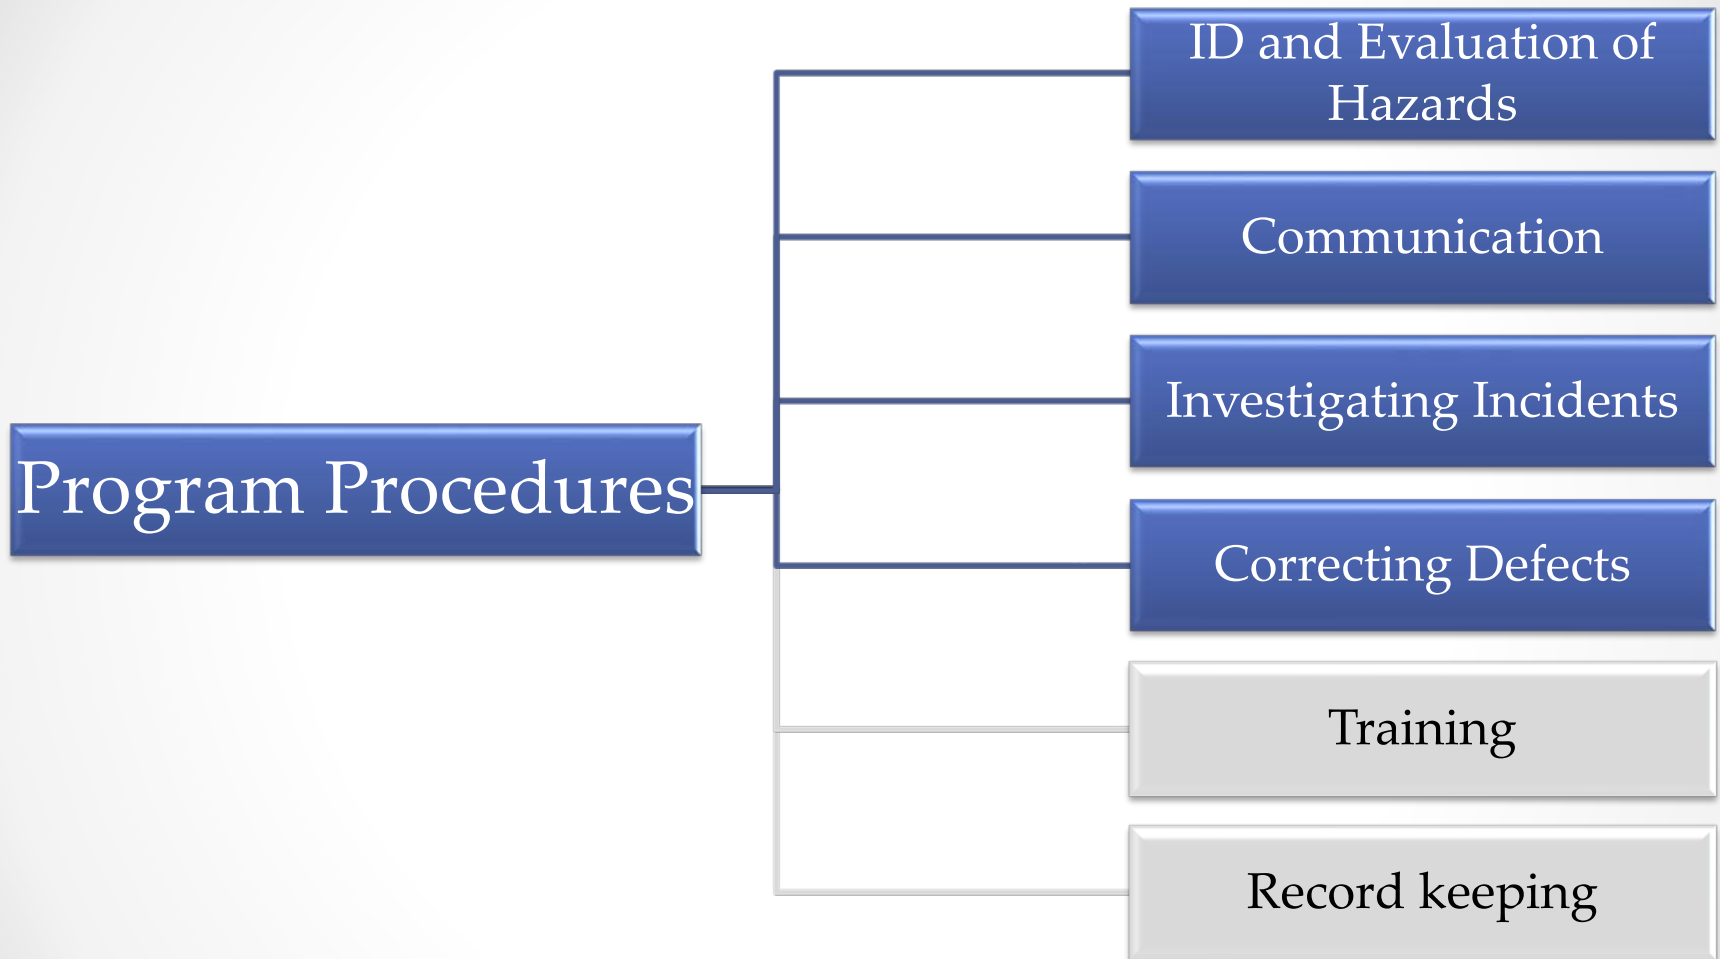 ID and Evaluation of
Hazards
Communication
Investigating Incidents
Program Procedures
Correcting Defects
Training
Record keeping